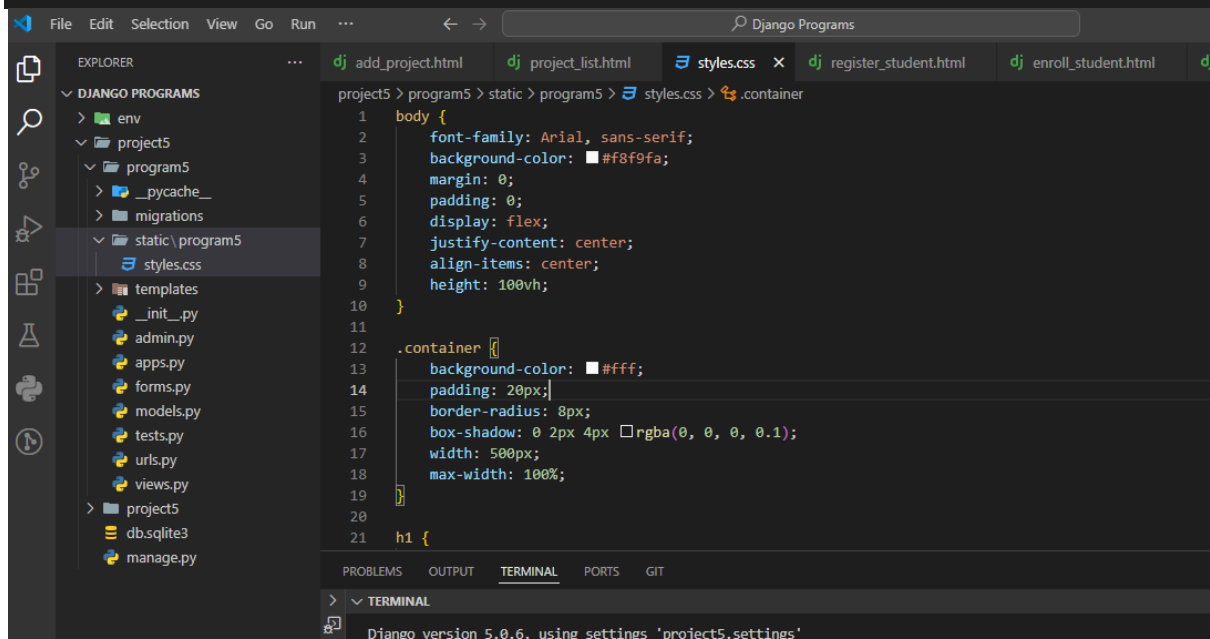 File Edit Selection View Go Run ··· Django Programs
EXPLORER ···
DJANGO PROGRAMS
env
project5
program5
__pycache__
migrations
static\program5
styles.css
templates
__init__.py
admin.py
apps.py
forms.py
models.py
tests.py
urls.py
views.py
project5
db.sqlite3
manage.py
dj add_project.html dj project_list.html styles.css × dj register_student.html dj enroll_student.html
project5 > program5 > static > program5 > styles.css > .container
1 body {
2 font-family: Arial, sans-serif;
3 background-color: #f8f9fa;
4 margin: 0;
5 padding: 0;
6 display: flex;
7 justify-content: center;
8 align-items: center;
9 height: 100vh;
10 }
11
12 .container {
13 background-color: #fff;
14 padding: 20px;
15 border-radius: 8px;
16 box-shadow: 0 2px 4px rgba(0, 0, 0, 0.1);
17 width: 500px;
18 max-width: 100%;
19 }
20
21 h1 {
PROBLEMS OUTPUT TERMINAL PORTS GIT
TERMINAL
Django version 5.0.6, using settings 'project5.settings'